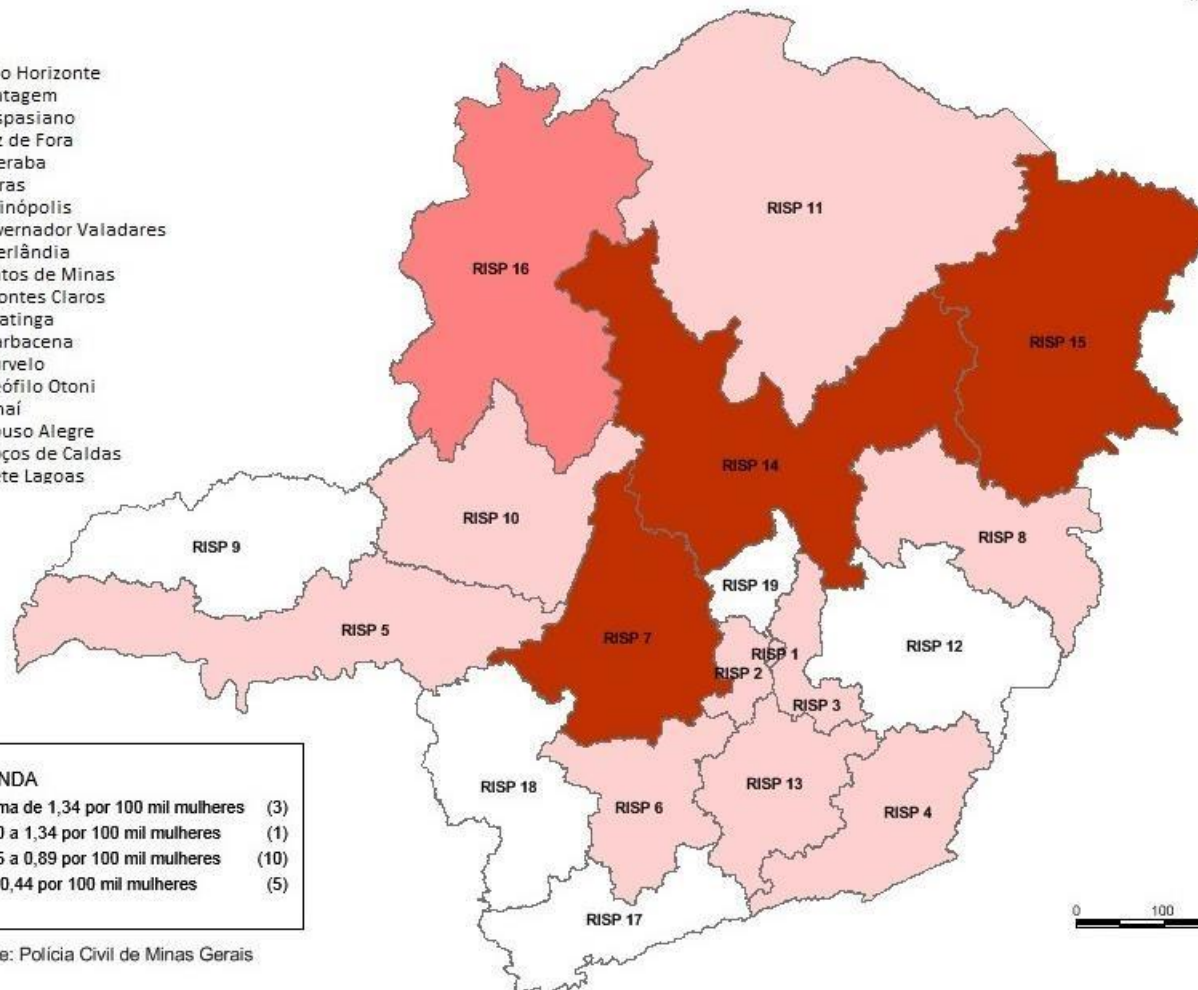 o Horizonte
ntagem
spasiano
z de Fora
eraba
ras
inópolis
vernador Valadares
erlândia
tos de Minas
ontes Claros
atinga
arbacena
urvelo
eófilo Otoni
naí
ouso Alegre
oços de Caldas
ete Lagoas
RISP 11
RISP 16
RISP 15
RISP 14
RISP 10
RISP 8
RISP 9
RISP 19
RISP 5
RISP 7
RISP 12
RISP 1
RISP 2
RISP 3
RISP 18
RISP 13
RISP 6
RISP 4
RISP 17
NDA
ma de 1,34 por 100 mil mulheres (3)
0 a 1,34 por 100 mil mulheres (1)
5 a 0,89 por 100 mil mulheres (10)
0,44 por 100 mil mulheres (5)
e: Polícia Civil de Minas Gerais
0 100